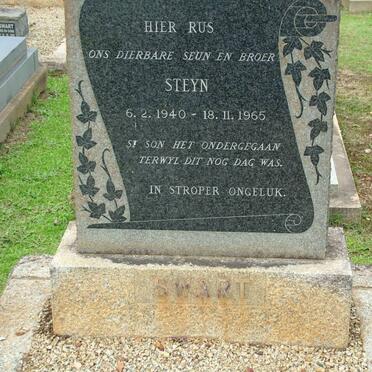 HIER RUS
ONS DIERBARE SEUN EN BROER
STEYN
6. 2. 1940 - 18. 11. 1965
SY SON HET ONDERGEGAAN
TERWYL DIT NOG DAG WAS.
IN STROPER ONGELUK.
SWART